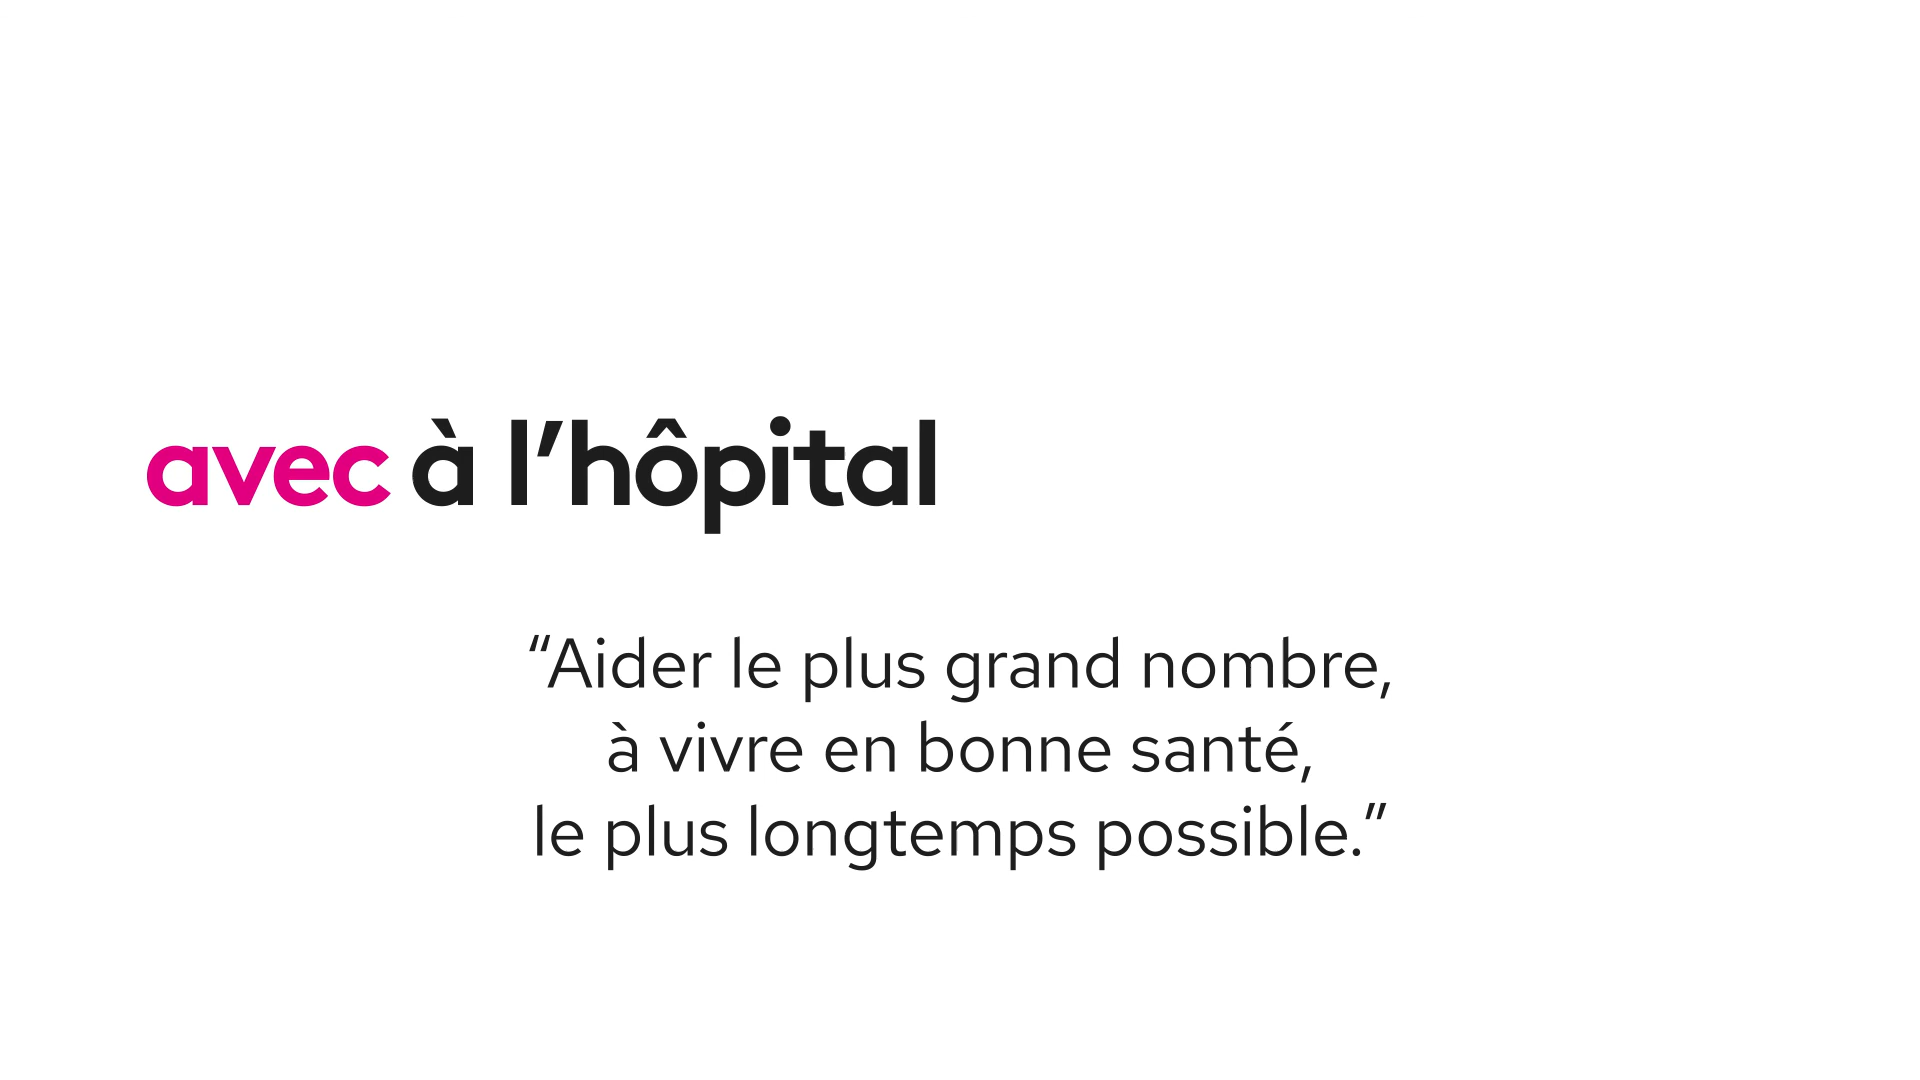 avec à l’hôpital
“Aider le plus grand nombre,
à vivre en bonne santé,
le plus longtemps possible.”